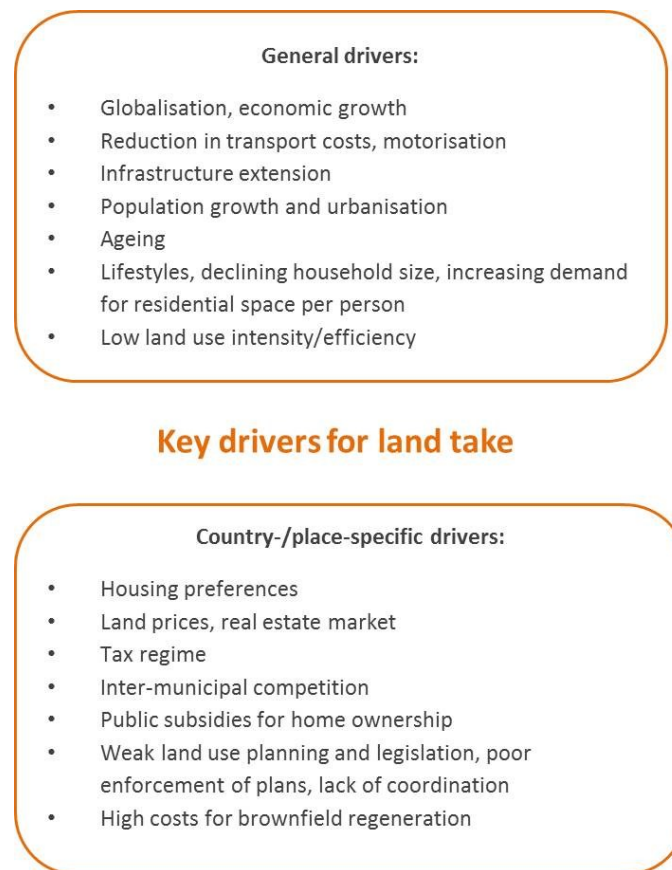 General drivers:
• Globalisation, economic growth
• Reduction in transport costs, motorisation
• Infrastructure extension
• Population growth and urbanisation
• Ageing
• Lifestyles, declining household size, increasing demand
for residential space per person
• Low land use intensity/efficiency
Key drivers for land take
Country-/place-specific drivers:
• Housing preferences
• Land prices, real estate market
• Tax regime
• Inter-municipal competition
• Public subsidies for home ownership
• Weak land use planning and legislation, poor
enforcement of plans, lack of coordination
• High costs for brownfield regeneration